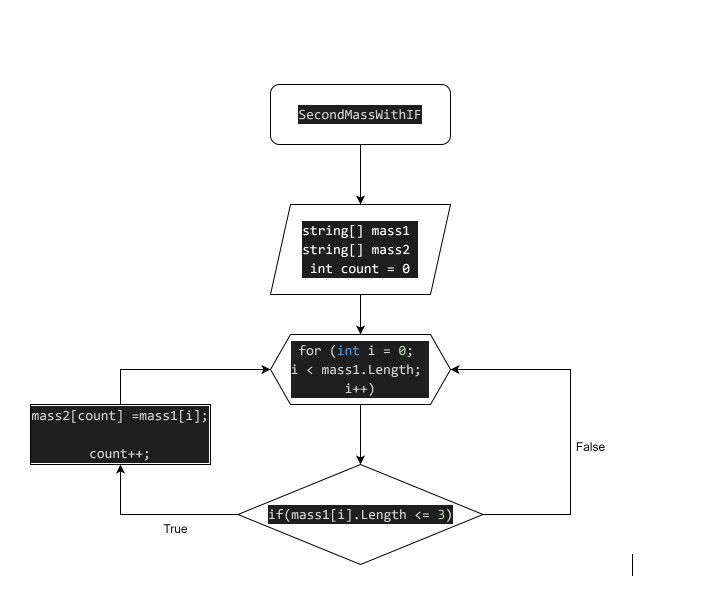 SecondMassWithIF
string[] mass1
string[] mass2
int count = 0
for (int i = 0;
i < mass1.Length;
i++)
mass2[count] =mass1[i];
count++;
False
if(mass1[i].Length <= 3)
True